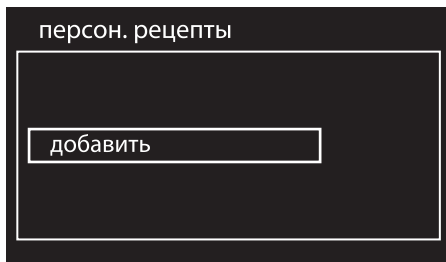 персон. рецепты
добавить